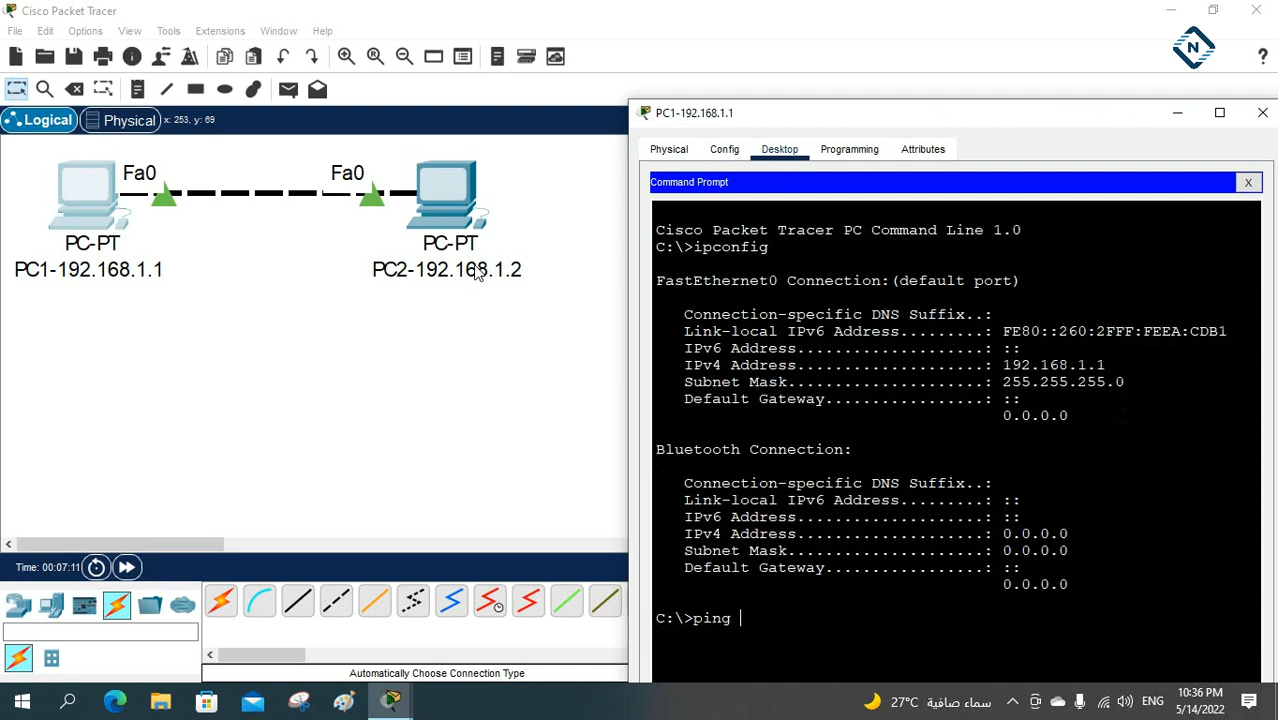 Cisco Packet Tracer
File Edit Options View Tools Extensions Window Help
N
Logical Physical x: 253, y: 69
Fa0 Fa0
PC-PT PC-PT
PC1-192.168.1.1 PC2-192.168.1.2
PC1-192.168.1.1
Physical Config Desktop Programming Attributes
Command Prompt X
Cisco Packet Tracer PC Command Line 1.0
C:\>ipconfig
FastEthernet0 Connection:(default port)
Connection-specific DNS Suffix..:
Link-local IPv6 Address.........: FE80::260:2FFF:FEEA:CDB1
IPv6 Address....................: ::
IPv4 Address....................: 192.168.1.1
Subnet Mask.....................: 255.255.255.0
Default Gateway.................: ::
0.0.0.0
Bluetooth Connection:
Connection-specific DNS Suffix..:
Link-local IPv6 Address.........: ::
IPv6 Address....................: ::
IPv4 Address....................: 0.0.0.0
Subnet Mask.....................: 0.0.0.0
Default Gateway.................: ::
0.0.0.0
C:\>ping
Time: 00:07:11
Automatically Choose Connection Type
27°C سماء صافية ENG 10:36 PM
5/14/2022